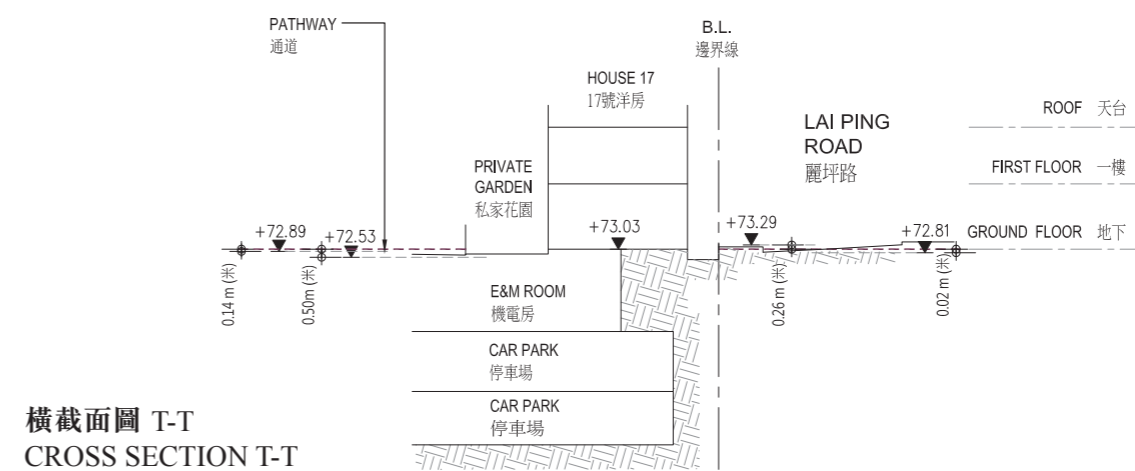 PATHWAY
通道
B.L.
邊界線
HOUSE 17
17號洋房
LAI PING
ROAD
麗坪路
ROOF 天台
FIRST FLOOR 一樓
GROUND FLOOR 地下
PRIVATE
GARDEN
私家花園
+72.89
+72.53
+73.03
+73.29
+72.81
0.14 m (米)
0.50m (米)
0.26 m (米)
0.02 m (米)
E&M ROOM
機電房
CAR PARK
停車場
CAR PARK
停車場
橫截面圖 T-T
CROSS SECTION T-T